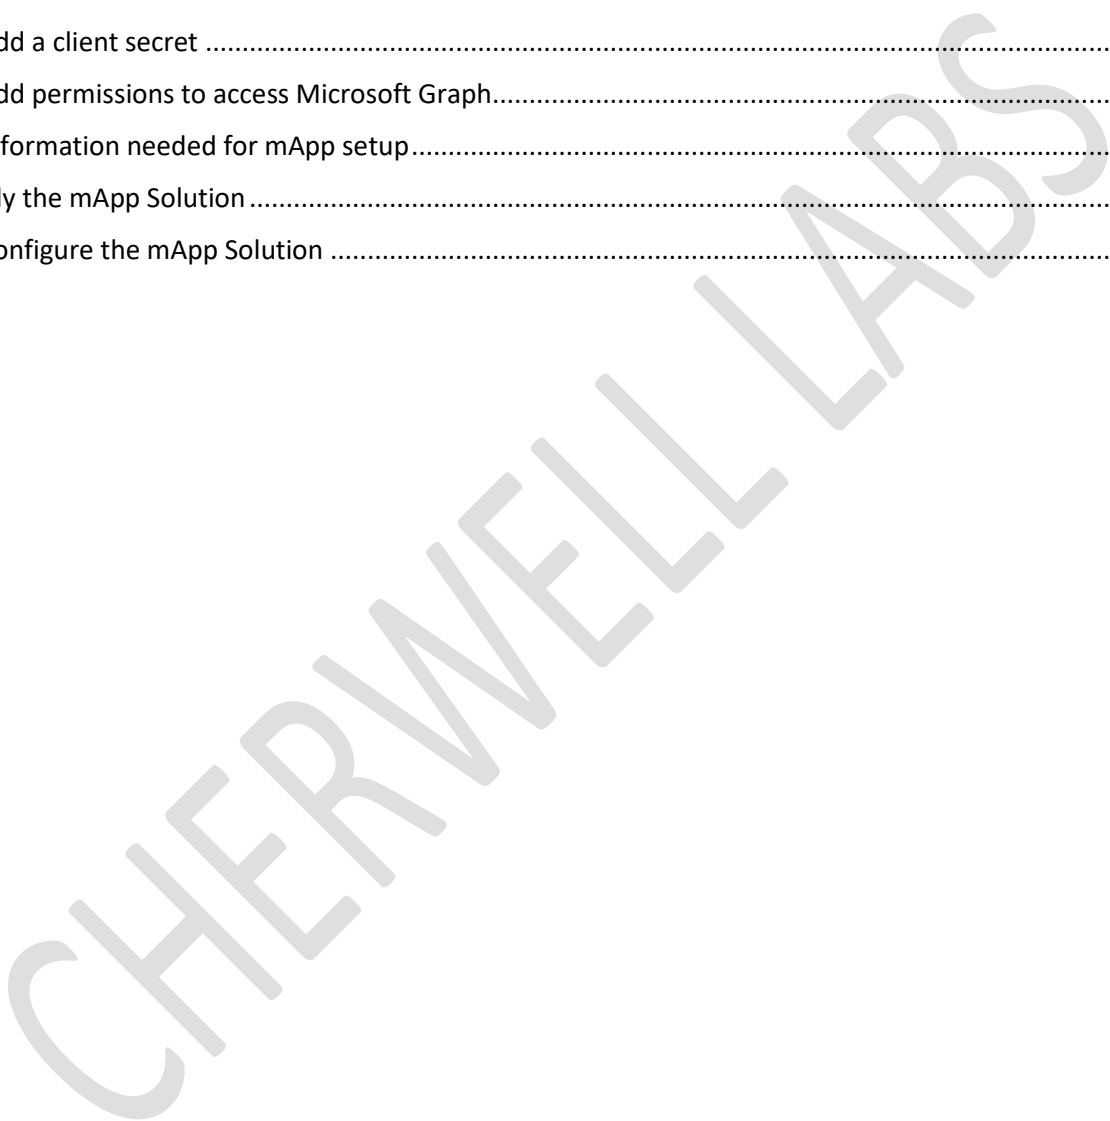 dd a client secret ........................................................................................................................
dd permissions to access Microsoft Graph....................................................................................
formation needed for mApp setup...............................................................................................
ly the mApp Solution.....................................................................................................................
onfigure the mApp Solution .........................................................................................................
CHERWELL LABS